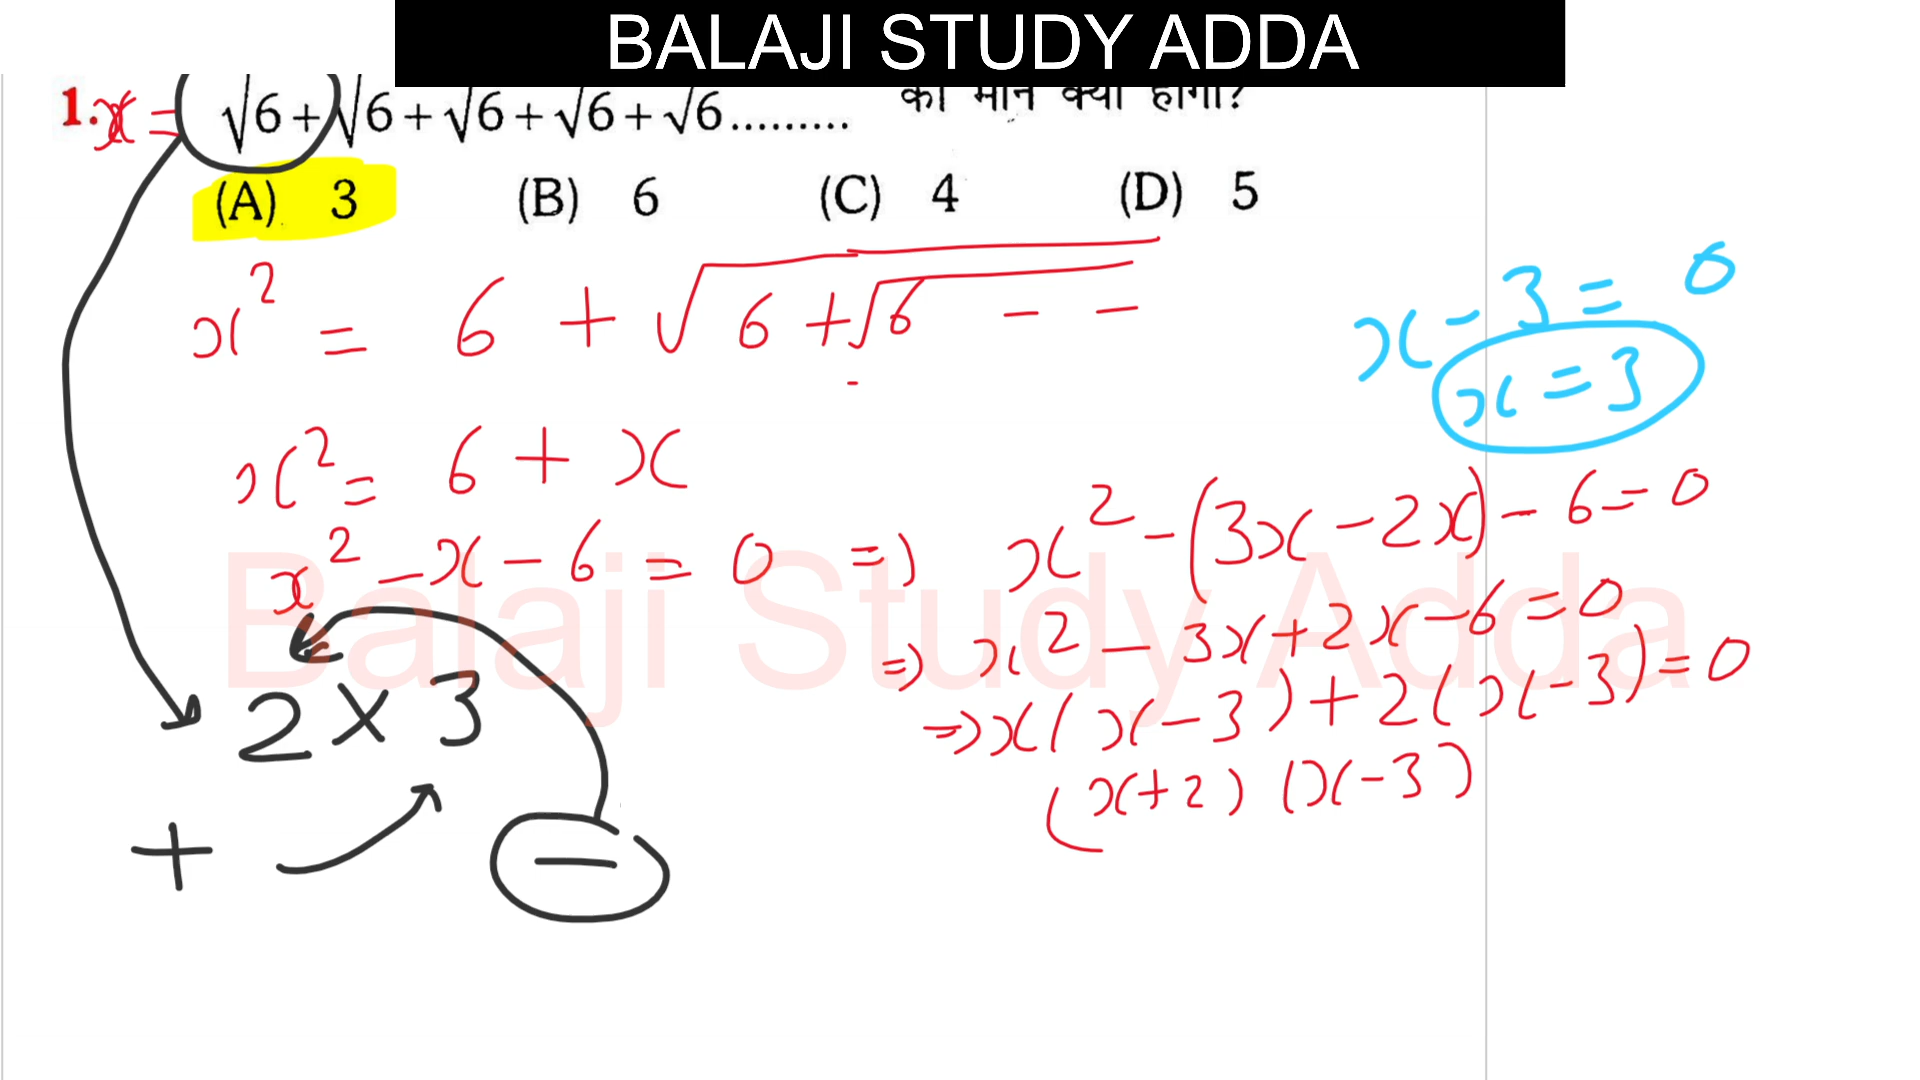 BALAJI STUDY ADDA
1. x = √6 + √6 + √6 + √6 + √6 ......... का मान क्या होगा?
(A) 3 (B) 6 (C) 4 (D) 5
x² = 6 + √6 + √6 - -
x - 3 = 0
x = 3
x² = 6 + x
x² - x - 6 = 0 => x² - (3x - 2x) - 6 = 0
=> x² - 3x + 2x - 6 = 0
=> x(x - 3) + 2(x - 3) = 0
(x + 2) (x - 3)
2 × 3
+ −
Balaji Study Adda